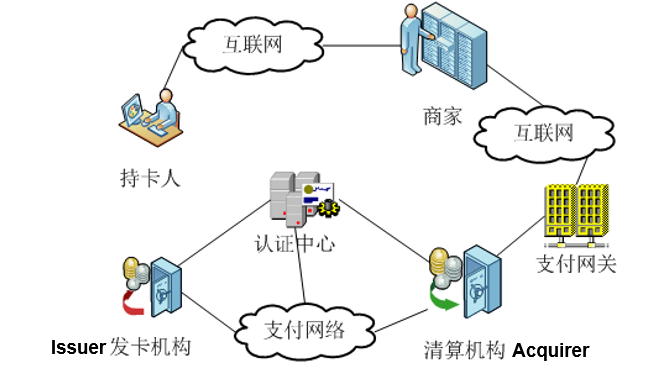 互联网
商家
互联网
持卡人
认证中心
支付网关
支付网络
Issuer 发卡机构
清算机构 Acquirer